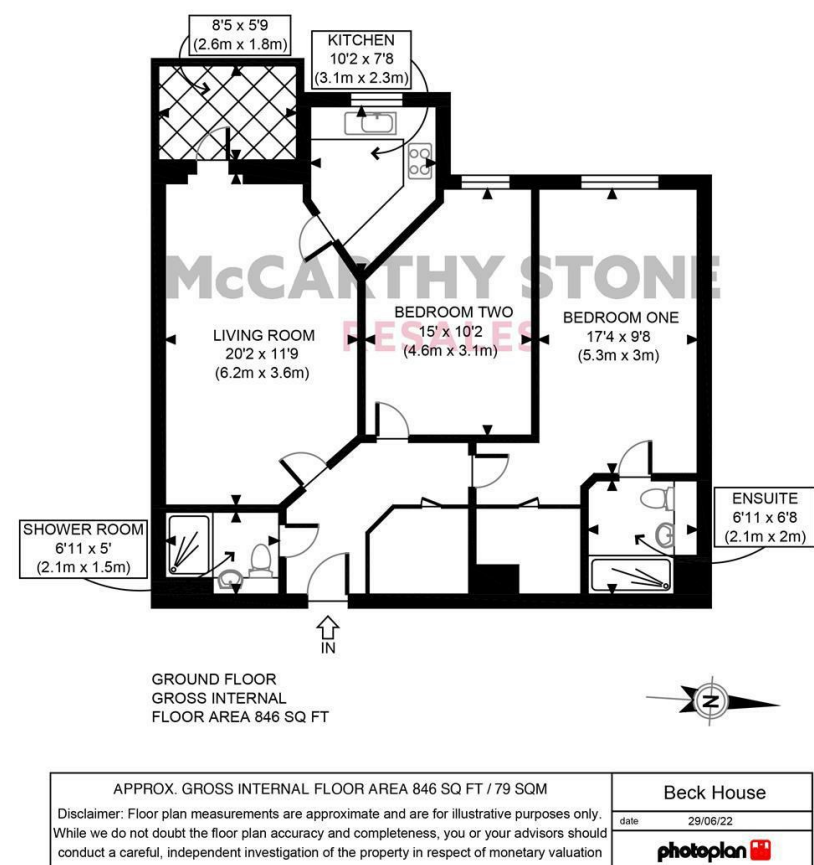 8'5 x 5'9
(2.6m x 1.8m)
KITCHEN
10'2 x 7'8
(3.1m x 2.3m)
McCARTHY STONE
RESALES
BEDROOM TWO
15' x 10'2
(4.6m x 3.1m)
BEDROOM ONE
17'4 x 9'8
(5.3m x 3m)
LIVING ROOM
20'2 x 11'9
(6.2m x 3.6m)
SHOWER ROOM
6'11 x 5'
(2.1m x 1.5m)
ENSUITE
6'11 x 6'8
(2.1m x 2m)
IN
GROUND FLOOR
GROSS INTERNAL
FLOOR AREA 846 SQ FT
N
APPROX. GROSS INTERNAL FLOOR AREA 846 SQ FT / 79 SQM
Disclaimer: Floor plan measurements are approximate and are for illustrative purposes only.
While we do not doubt the floor plan accuracy and completeness, you or your advisors should
conduct a careful, independent investigation of the property in respect of monetary valuation
Beck House
date 29/06/22
photoplan